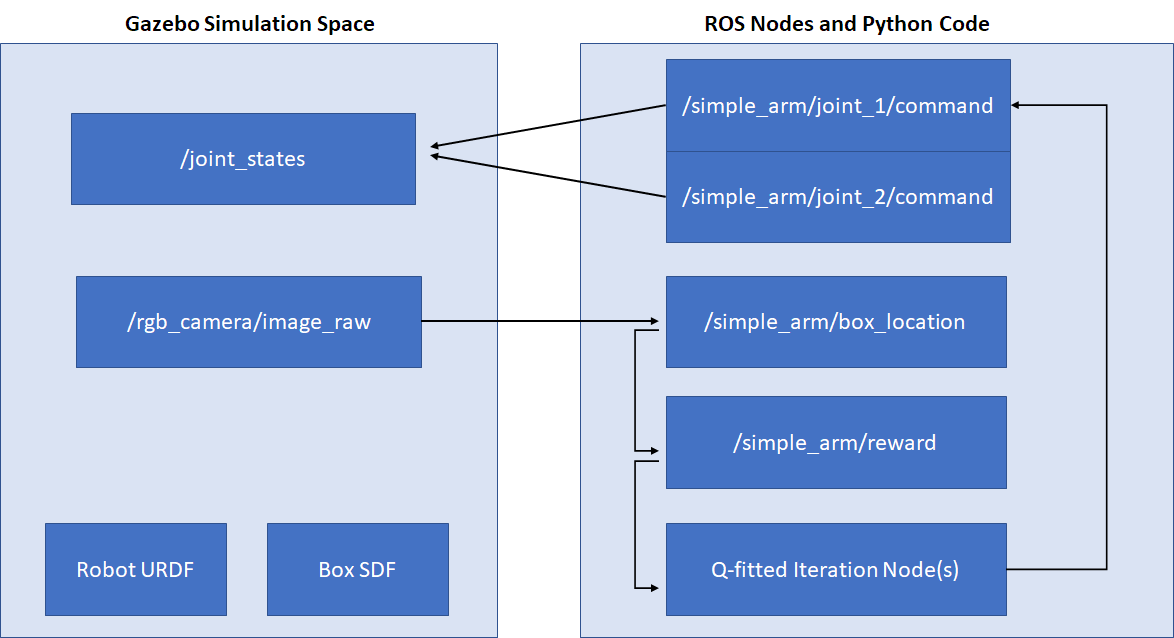 Gazebo Simulation Space
ROS Nodes and Python Code
/joint_states
/simple_arm/joint_1/command
/simple_arm/joint_2/command
/rgb_camera/image_raw
/simple_arm/box_location
/simple_arm/reward
Robot URDF
Box SDF
Q-fitted Iteration Node(s)